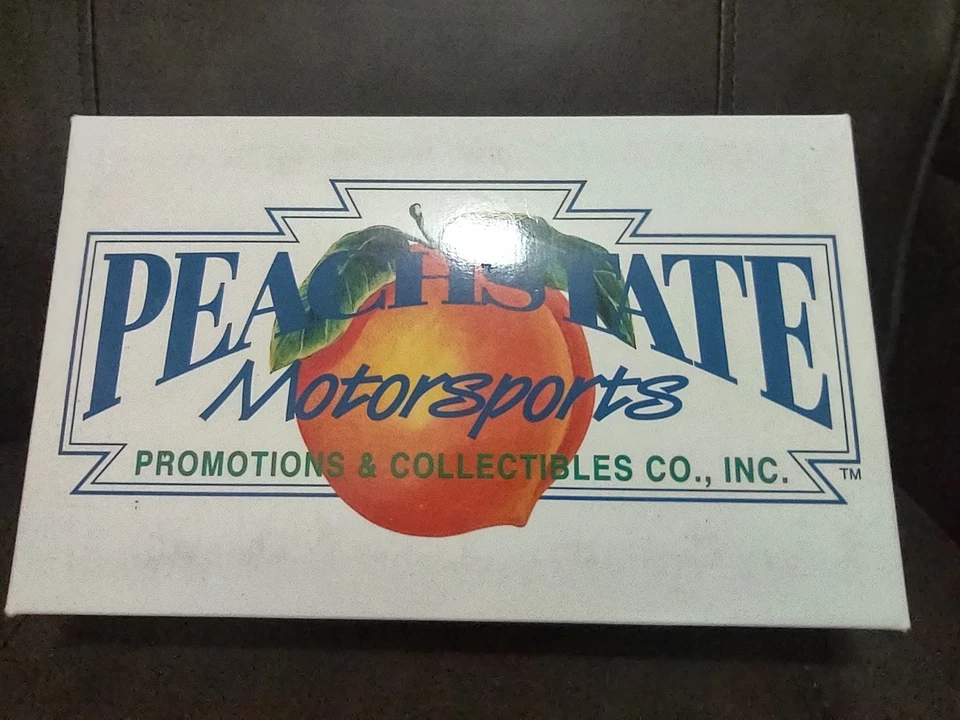 PEACHSTATE
Motorsports
PROMOTIONS & COLLECTIBLES CO., INC.
TM